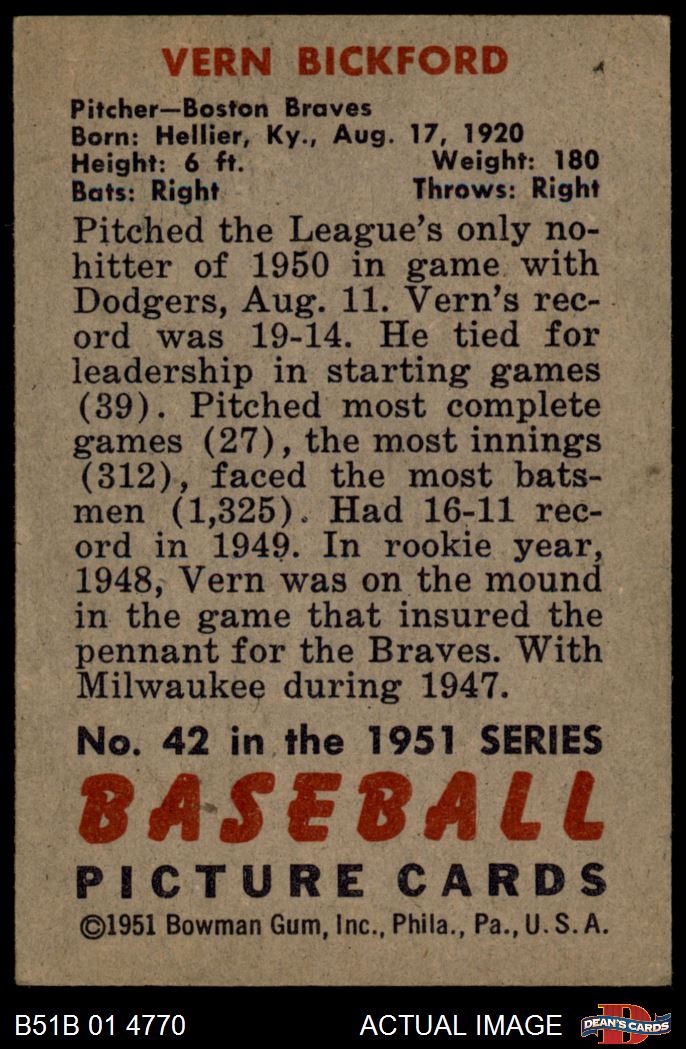 VERN BICKFORD
Pitcher—Boston Braves
Born: Hellier, Ky., Aug. 17, 1920
Height: 6 ft. Weight: 180
Bats: Right Throws: Right
Pitched the League's only no-
hitter of 1950 in game with
Dodgers, Aug. 11. Vern's rec-
ord was 19-14. He tied for
leadership in starting games
(39). Pitched most complete
games (27), the most innings
(312), faced the most bats-
men (1,325). Had 16-11 rec-
ord in 1949. In rookie year,
1948, Vern was on the mound
in the game that insured the
pennant for the Braves. With
Milwaukee during 1947.
No. 42 in the 1951 SERIES
BASEBALL
PICTURE CARDS
©1951 Bowman Gum, Inc., Phila., Pa., U.S.A.
B51B 01 4770 ACTUAL IMAGE D DEAN'S CARDS